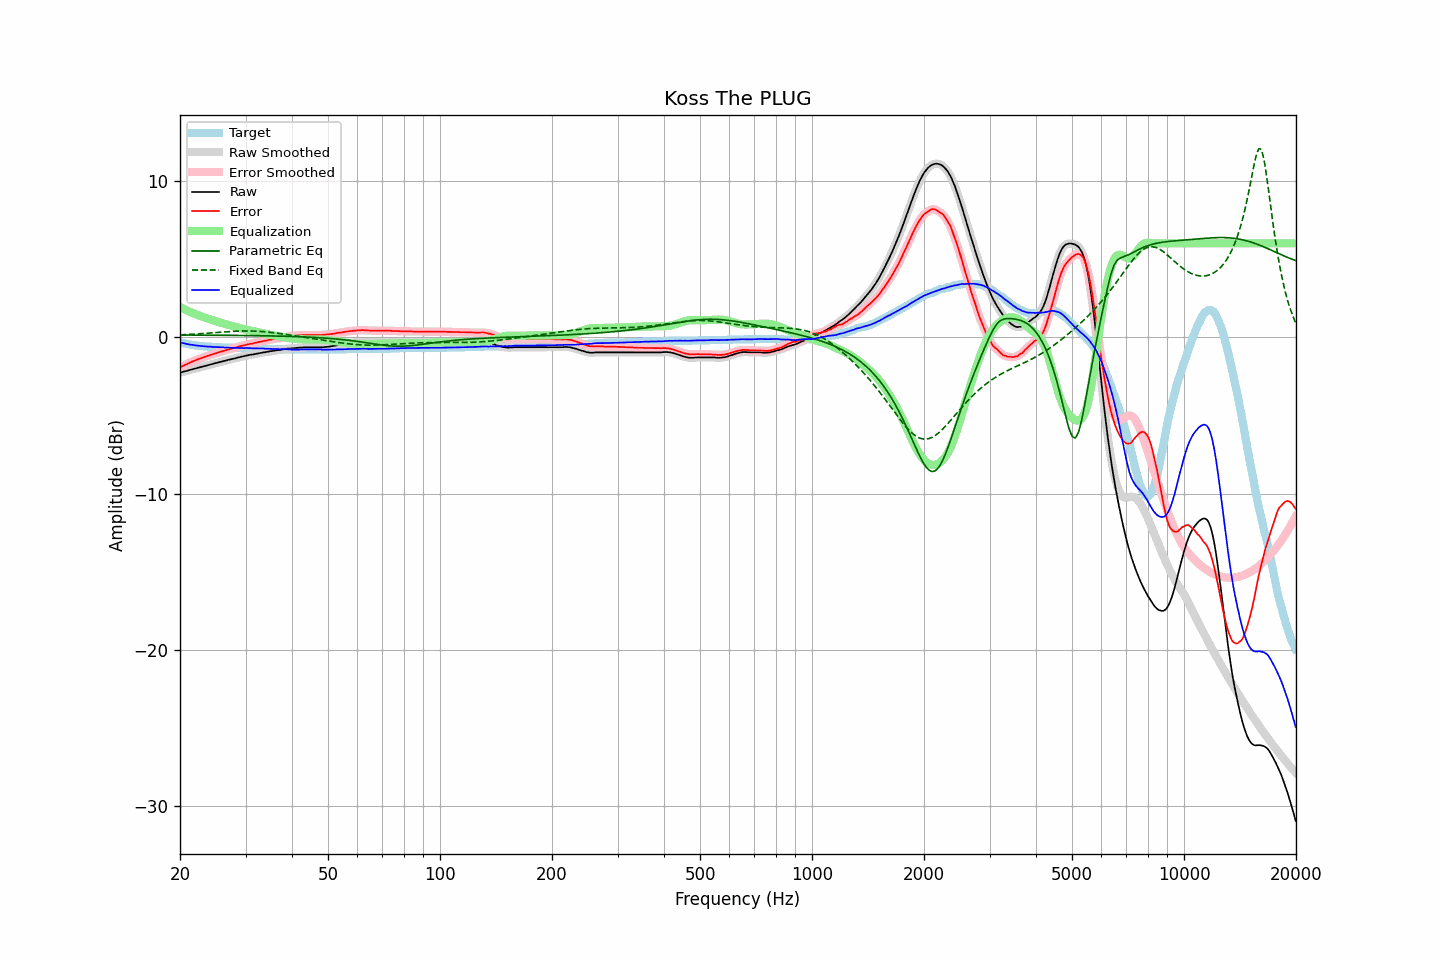 Koss The PLUG
Target
Raw Smoothed
Error Smoothed
Raw
Error
Equalization
Parametric Eq
Fixed Band Eq
Equalized
10
0
−10
−20
−30
Amplitude (dBr)
20
50
100
200
500
1000
2000
5000
10000
20000
Frequency (Hz)